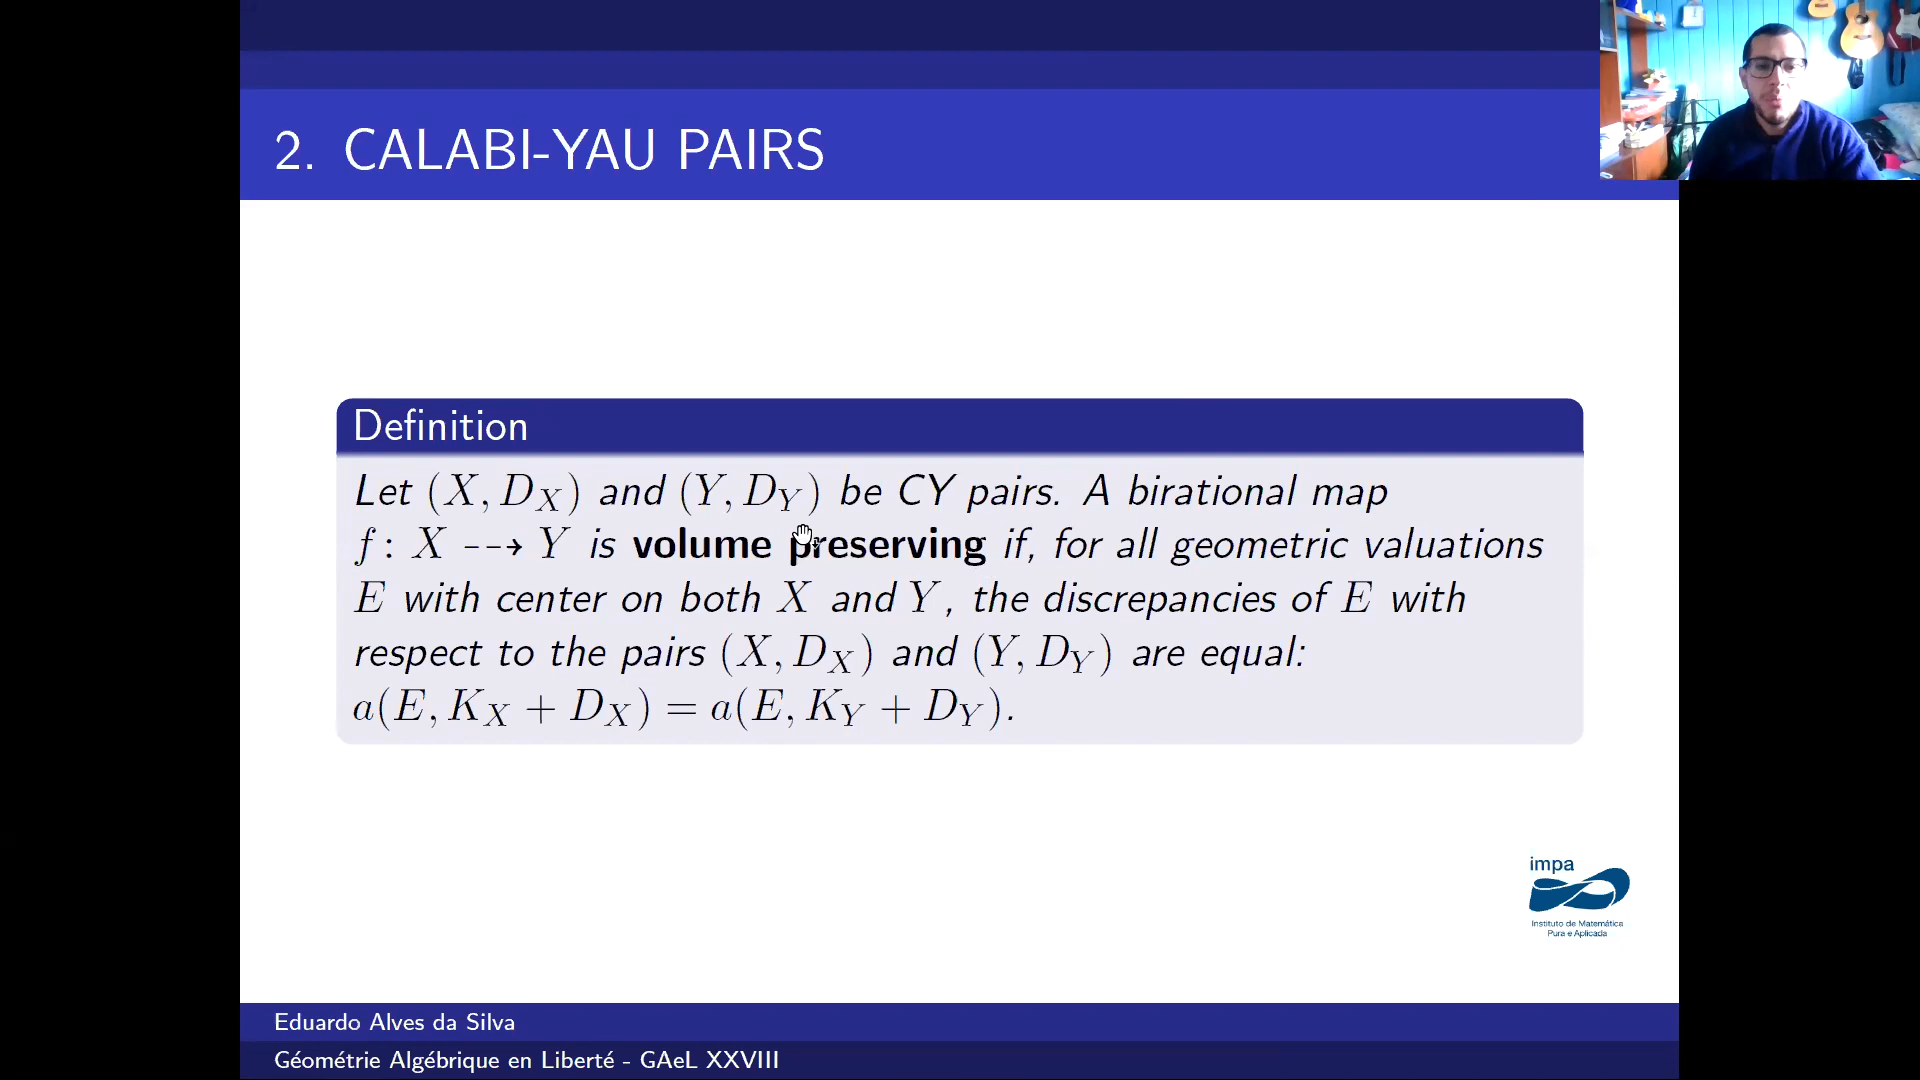 2. CALABI-YAU PAIRS
Definition
Let (X, D_X) and (Y, D_Y) be CY pairs. A birational map
f : X ⇢ Y is volume preserving if, for all geometric valuations
E with center on both X and Y, the discrepancies of E with
respect to the pairs (X, D_X) and (Y, D_Y) are equal:
a(E, K_X + D_X) = a(E, K_Y + D_Y).
impa
Instituto de Matemática
Pura e Aplicada
Eduardo Alves da Silva
Géométrie Algébrique en Liberté - GAeL XXVIII